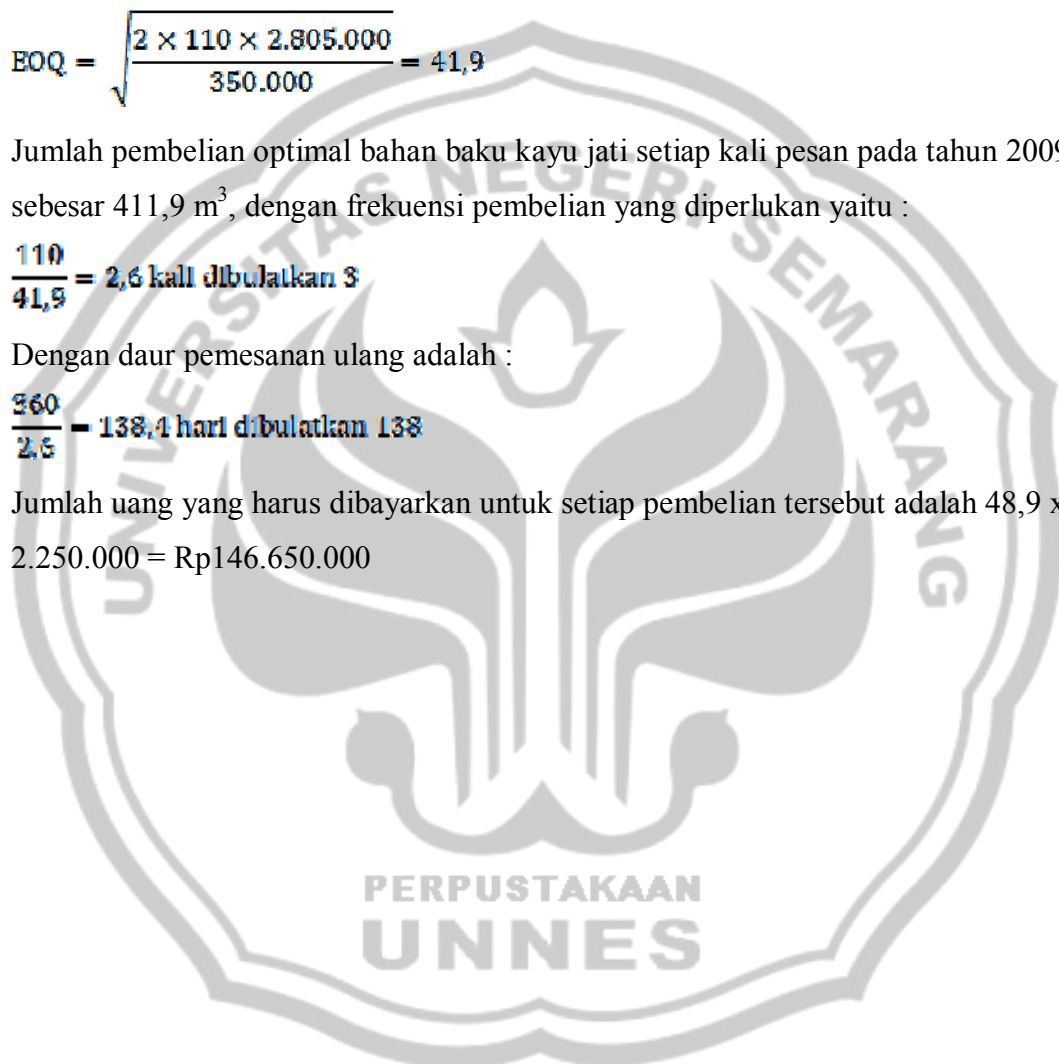 EOQ = √(2 × 110 × 2.805.000 / 350.000) = 41,9
Jumlah pembelian optimal bahan baku kayu jati setiap kali pesan pada tahun 2009
sebesar 411,9 m³, dengan frekuensi pembelian yang diperlukan yaitu :
110 / 41,9 = 2,6 kali dibulatkan 3
Dengan daur pemesanan ulang adalah :
360 / 2,6 = 138,4 hari dibulatkan 138
Jumlah uang yang harus dibayarkan untuk setiap pembelian tersebut adalah 48,9 x
2.250.000 = Rp146.650.000
UNIVERSITAS NEGERI SEMARANG
PERPUSTAKAAN
UNNES